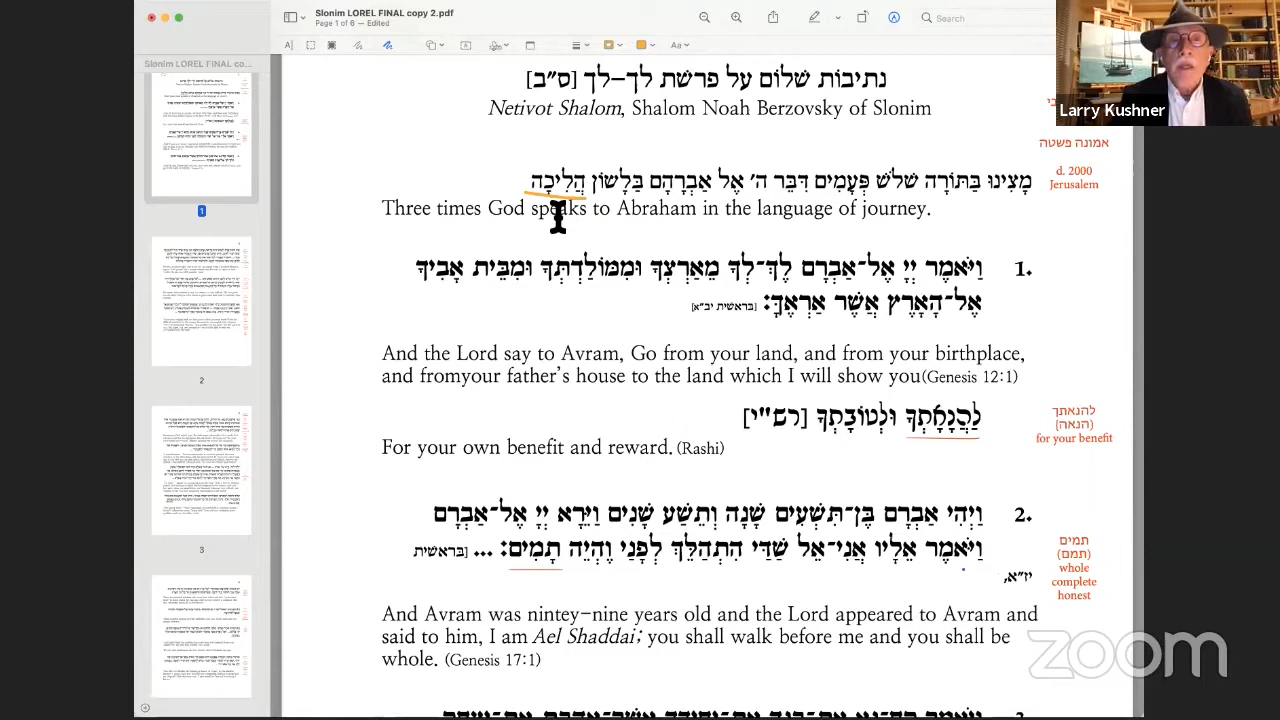 Slonim LOREL FINAL copy 2.pdf
Page 1 of 6 – Edited
Search
Slonim LOREL FINAL co...
1
2
3
Larry Kushner
נתיבות שלום על פרשת לך-לך [ס״ב]
Netivot Shalom, Shalom Noah Berzovsky of Slonim
אמונה פשטה
d. 2000
Jerusalem
מָצִינוּ בַּתּוֹרָה שְׁלֹשׁ פְּעָמִים דִּבֵּר ה׳ אֶל אַבְרָהָם בִּלְשׁוֹן הֲלִיכָה
Three times God speaks to Abraham in the language of journey.
1. וַיֹּאמֶר יְיָ אֶל־אַבְרָם לֶךְ־לְךָ מֵאַרְצְךָ וּמִמּוֹלַדְתְּךָ וּמִבֵּית אָבִיךָ
אֶל־הָאָרֶץ אֲשֶׁר אַרְאֶךָּ׃ [בראשית יב״א]
And the Lord say to Avram, Go from your land, and from your birthplace,
and fromyour father's house to the land which I will show you(Genesis 12:1)
לַהֲנָאָתְךָ וּלְטוֹבָתְךָ [רש״י]
להנאתך
(הנאה)
for your benefit
For your own benefit and reward. (Rashi)
2. וַיְהִי אַבְרָם בֶּן־תִּשְׁעִים שָׁנָה וְתֵשַׁע שָׁנִים וַיֵּרָא יְיָ אֶל־אַבְרָם
וַיֹּאמֶר אֵלָיו אֲנִי־אֵל שַׁדַּי הִתְהַלֵּךְ לְפָנַי וֶהְיֵה תָמִים׃ ... [בראשית
יז״א,
תמים
(תמם)
whole
complete
honest
And Avram was nintey-nine years old and the Lord appeared to Avram and
said to him, I am Ael Shaddai, you shall walk before me and you shall be
whole. (Genesis 17:1)
zoom